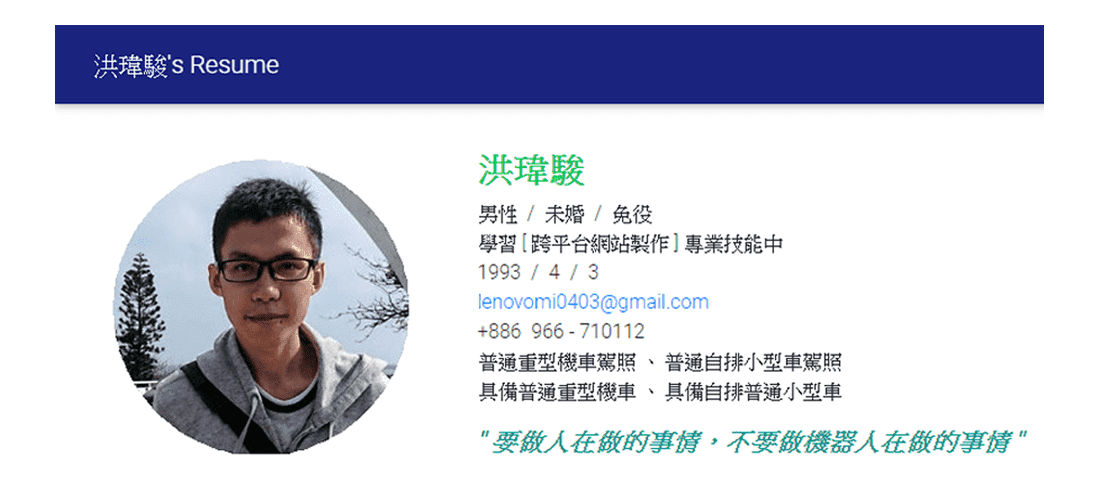 洪瑋駿's Resume
洪瑋駿
男性 / 未婚 / 免役
學習 [ 跨平台網站製作 ] 專業技能中
1993 / 4 / 3
lenovomi0403@gmail.com
+886 966 - 710112
普通重型機車駕照 、 普通自排小型車駕照
具備普通重型機車 、 具備自排普通小型車
" 要做人在做的事情，不要做機器人在做的事情 "